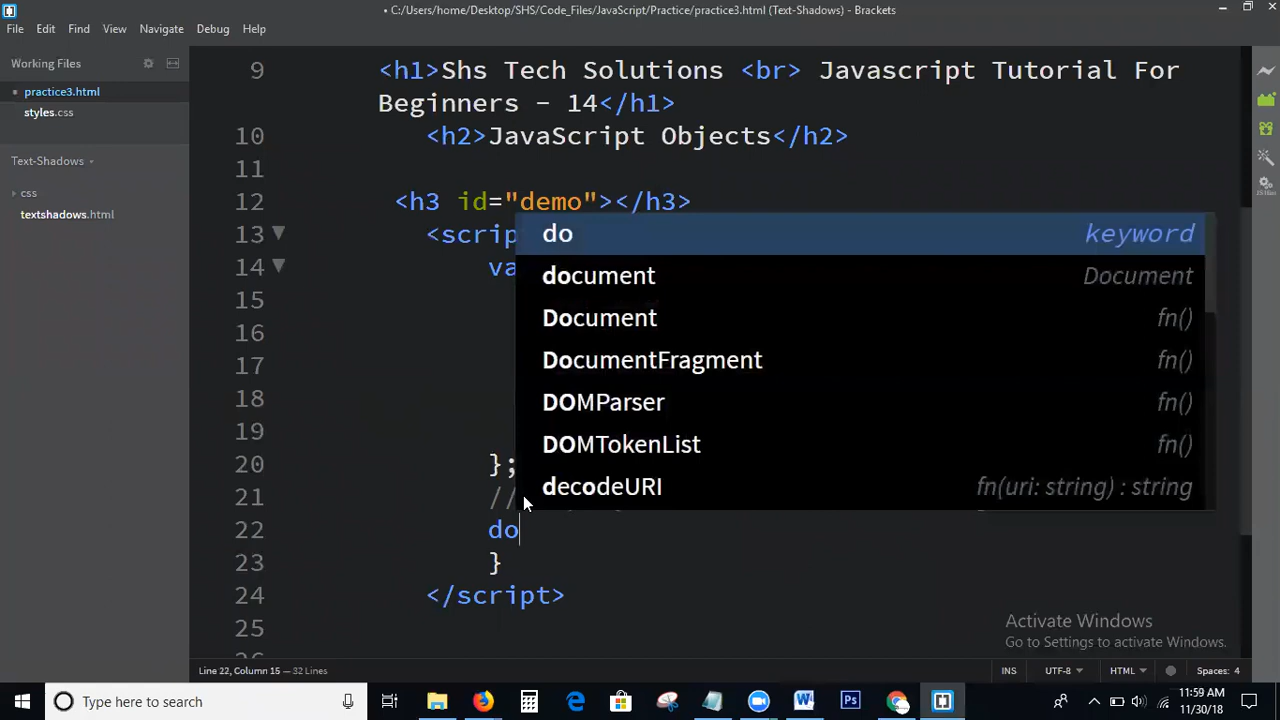 • C:/Users/home/Desktop/SHS/Code_Files/JavaScript/Practice/practice3.html (Text-Shadows) - Brackets
File Edit Find View Navigate Debug Help
Working Files
practice3.html
styles.css
Text-Shadows
css
textshadows.html
9 <h1>Shs Tech Solutions <br> Javascript Tutorial For
Beginners - 14</h1>
10 <h2>JavaScript Objects</h2>
11
12 <h3 id="demo"></h3>
13 <scrip
14 va
15
16
17
18
19
20 };
21 //
22 do
23 }
24 </script>
25
do keyword
document Document
Document fn()
DocumentFragment fn()
DOMParser fn()
DOMTokenList fn()
decodeURI fn(uri: string) : string
Activate Windows
Go to Settings to activate Windows.
Line 22, Column 15 — 32 Lines
INS UTF-8 HTML Spaces: 4
Type here to search
11:59 AM
11/30/18